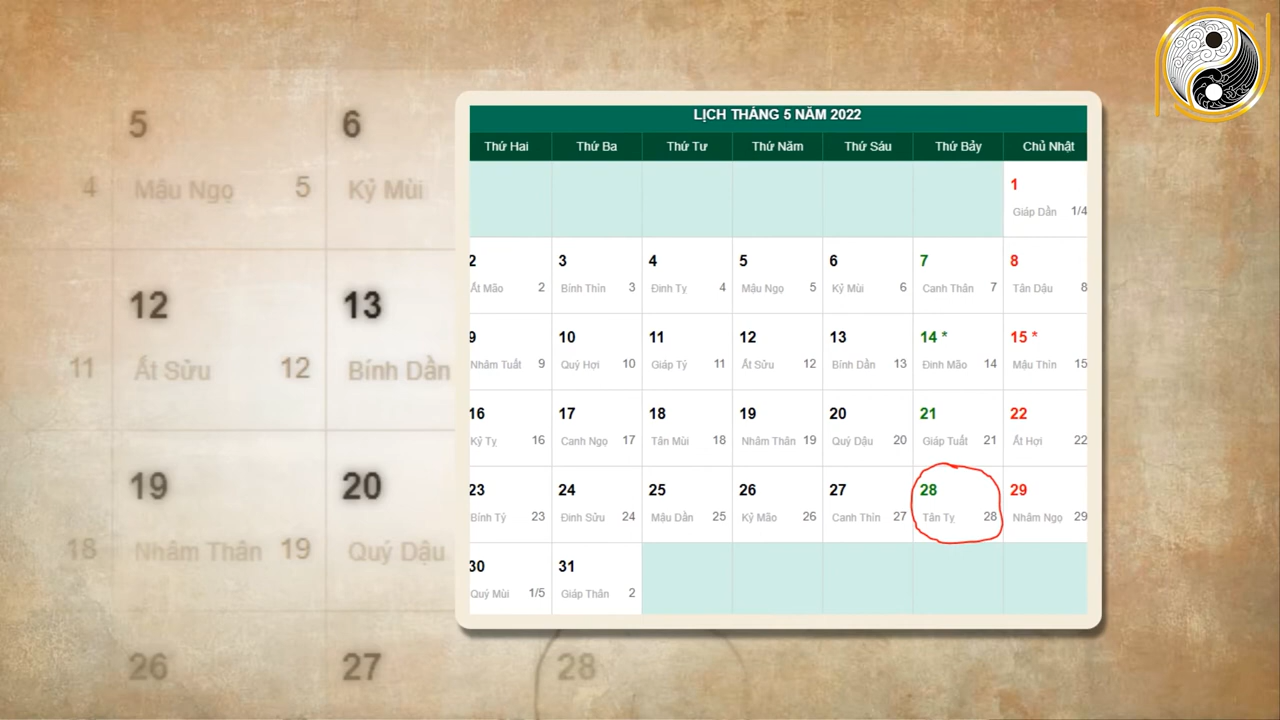 LỊCH THÁNG 5 NĂM 2022
Thứ Hai Thứ Ba Thứ Tư Thứ Năm Thứ Sáu Thứ Bảy Chủ Nhật
1
Giáp Dần 1/4
2 3 4 5 6 7 8
Ất Mão 2 Bính Thìn 3 Đinh Tỵ 4 Mậu Ngọ 5 Kỷ Mùi 6 Canh Thân 7 Tân Dậu 8
9 10 11 12 13 14 * 15 *
Nhâm Tuất 9 Quý Hợi 10 Giáp Tý 11 Ất Sửu 12 Bính Dần 13 Đinh Mão 14 Mậu Thìn 15
16 17 18 19 20 21 22
Kỷ Tỵ 16 Canh Ngọ 17 Tân Mùi 18 Nhâm Thân 19 Quý Dậu 20 Giáp Tuất 21 Ất Hợi 22
23 24 25 26 27 28 29
Bính Tý 23 Đinh Sửu 24 Mậu Dần 25 Kỷ Mão 26 Canh Thìn 27 Tân Tỵ 28 Nhâm Ngọ 29
30 31
Quý Mùi 1/5 Giáp Thân 2
5 6
4 Mậu Ngọ 5 Kỷ Mùi
12 13
11 Ất Sửu 12 Bính Dần
19 20
18 Nhâm Thân 19 Quý Dậu
26 27 28